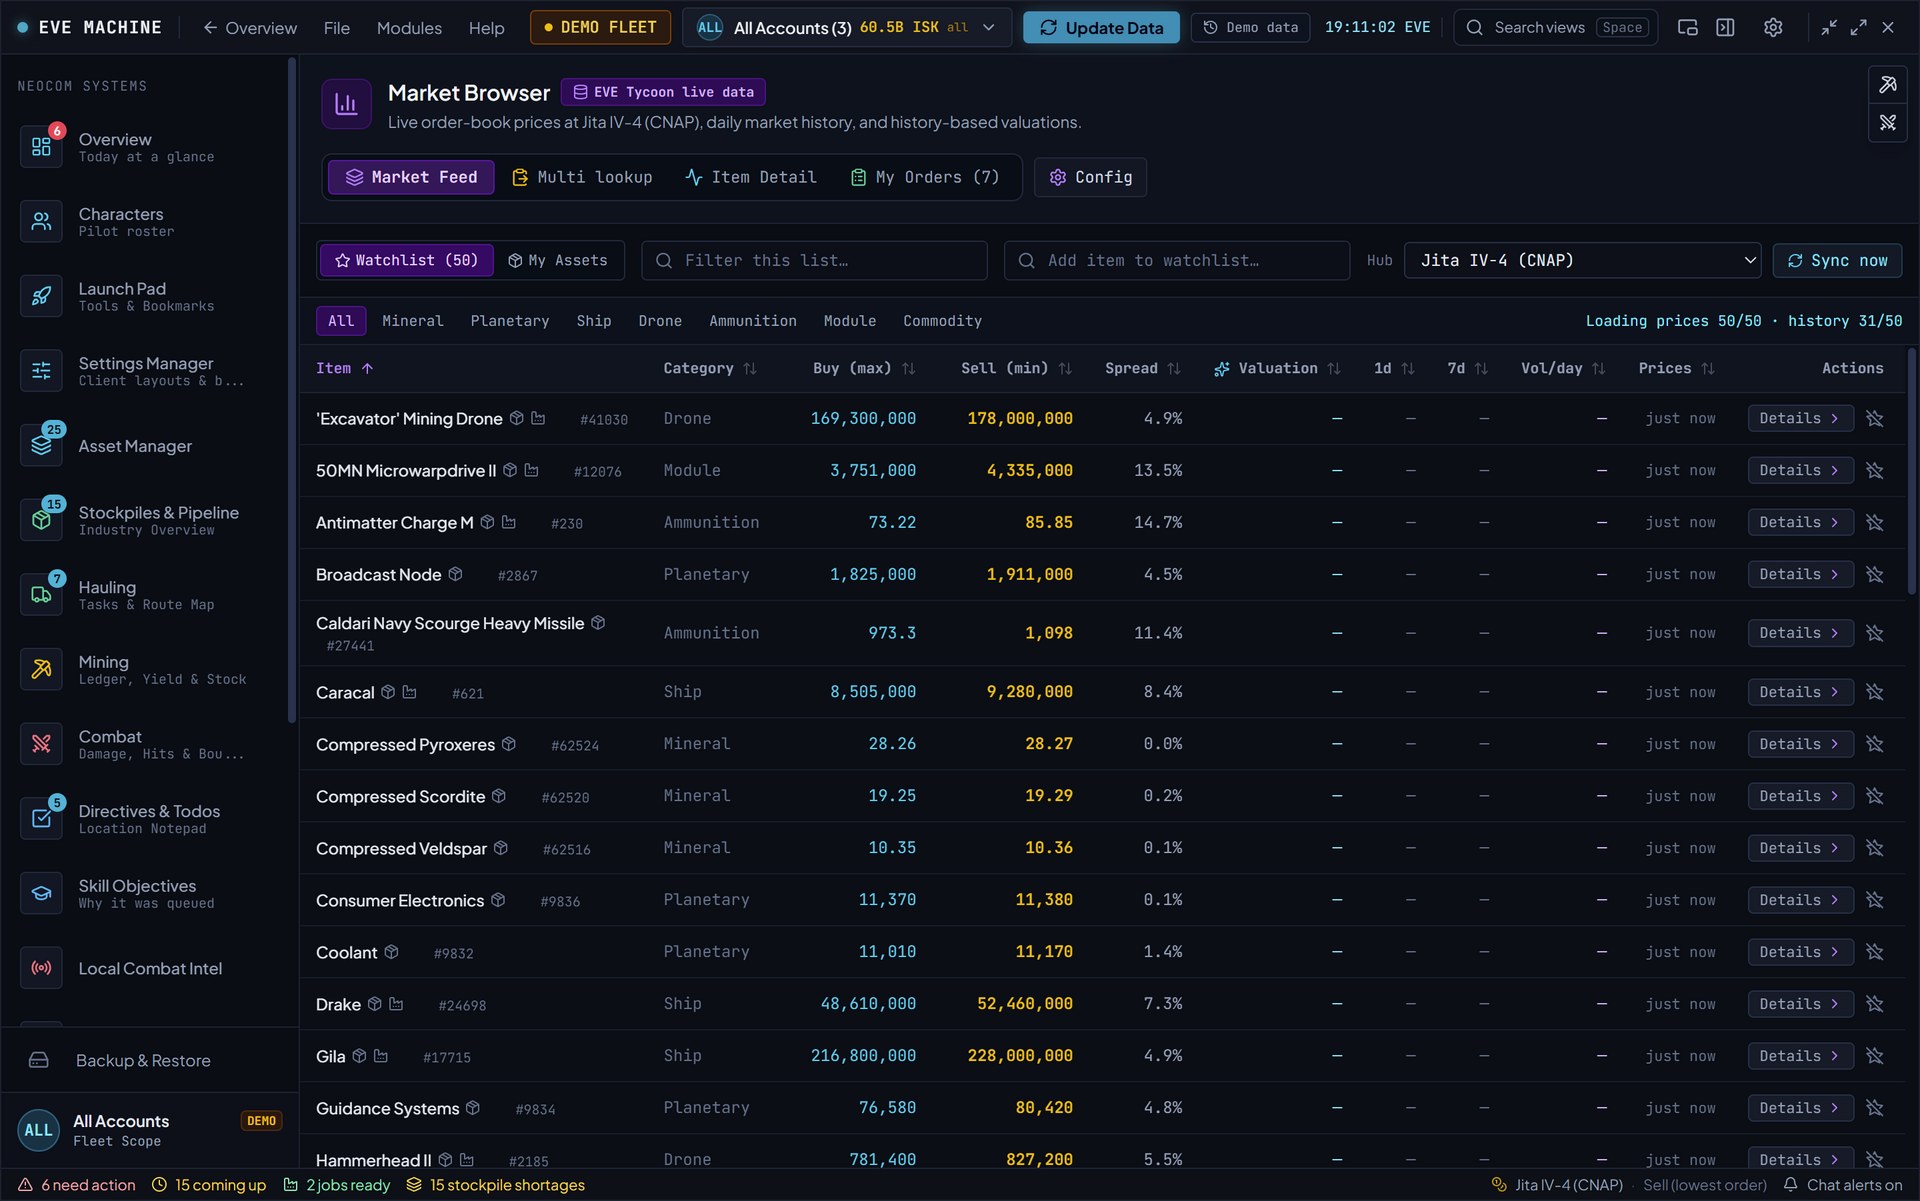 EVE MACHINE
Overview
File
Modules
Help
DEMO FLEET
ALL All Accounts (3) 60.5B ISK all
Update Data
Demo data
19:11:02 EVE
Search views Space
NEOCOM SYSTEMS
6
Overview
Today at a glance
Characters
Pilot roster
Launch Pad
Tools & Bookmarks
Settings Manager
Client layouts & b...
25
Asset Manager
15
Stockpiles & Pipeline
Industry Overview
7
Hauling
Tasks & Route Map
Mining
Ledger, Yield & Stock
Combat
Damage, Hits & Bou...
5
Directives & Todos
Location Notepad
Skill Objectives
Why it was queued
Local Combat Intel
Backup & Restore
ALL All Accounts DEMO
Fleet Scope
Market Browser EVE Tycoon live data
Live order-book prices at Jita IV-4 (CNAP), daily market history, and history-based valuations.
Market Feed Multi lookup Item Detail My Orders (7) Config
Watchlist (50) My Assets Filter this list… Add item to watchlist… Hub Jita IV-4 (CNAP) Sync now
All Mineral Planetary Ship Drone Ammunition Module Commodity Loading prices 50/50 · history 31/50
Item Category Buy (max) Sell (min) Spread Valuation 1d 7d Vol/day Prices Actions
'Excavator' Mining Drone #41030 Drone 169,300,000 178,000,000 4.9% — — — — just now Details
50MN Microwarpdrive II #12076 Module 3,751,000 4,335,000 13.5% — — — — just now Details
Antimatter Charge M #230 Ammunition 73.22 85.85 14.7% — — — — just now Details
Broadcast Node #2867 Planetary 1,825,000 1,911,000 4.5% — — — — just now Details
Caldari Navy Scourge Heavy Missile #27441 Ammunition 973.3 1,098 11.4% — — — — just now Details
Caracal #621 Ship 8,505,000 9,280,000 8.4% — — — — just now Details
Compressed Pyroxeres #62524 Mineral 28.26 28.27 0.0% — — — — just now Details
Compressed Scordite #62520 Mineral 19.25 19.29 0.2% — — — — just now Details
Compressed Veldspar #62516 Mineral 10.35 10.36 0.1% — — — — just now Details
Consumer Electronics #9836 Planetary 11,370 11,380 0.1% — — — — just now Details
Coolant #9832 Planetary 11,010 11,170 1.4% — — — — just now Details
Drake #24698 Ship 48,610,000 52,460,000 7.3% — — — — just now Details
Gila #17715 Ship 216,800,000 228,000,000 4.9% — — — — just now Details
Guidance Systems #9834 Planetary 76,580 80,420 4.8% — — — — just now Details
Hammerhead II #2185 Drone 781,400 827,200 5.5% — — — — just now Details
6 need action 15 coming up 2 jobs ready 15 stockpile shortages Jita IV-4 (CNAP) · Sell (lowest order) Chat alerts on